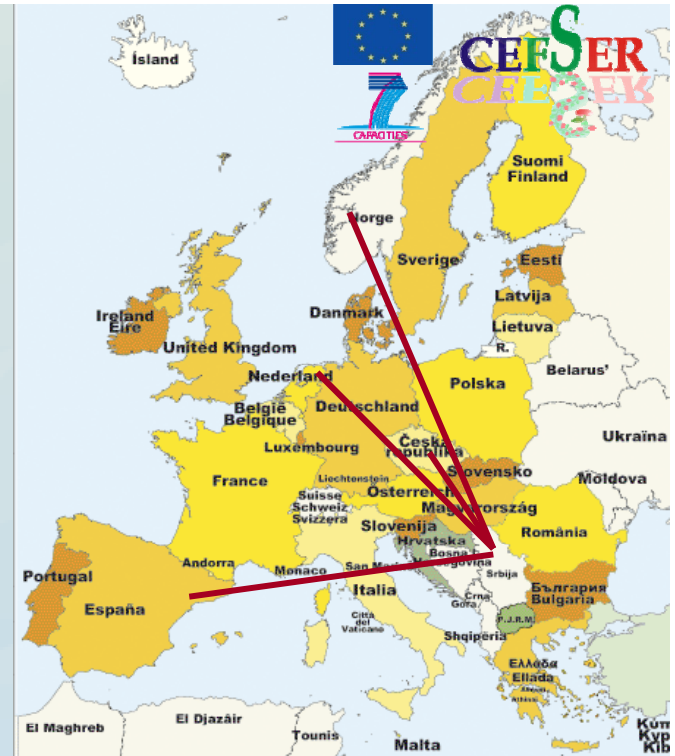 Ísland
7
CAPACITIES
CEFSER
Suomi
Finland
Norge
Sverige
Eesti
Latvija
Lietuva
R.
Danmark
Ireland
Éire
United Kingdom
Nederland
Belarus'
Polska
België
Belgique
Deutschland
Luxembourg
Česka
republika
Ukraïna
Slovensko
Moldova
France
Liechtenstein
Österreich
Suisse
Schweiz
Svizzera
Magyarország
Slovenija
România
Hrvatska
Bosna i
Hercegovina
Andorra
Monaco
San Marino
Srbija
Portugal
España
Italia
Crna
Gora
България
Bulgaria
P.J.R.M.
Città
del
Vaticano
Shqipëria
Ελλάδα
Ellada
El Maghreb
El Djazâir
Tounis
Malta